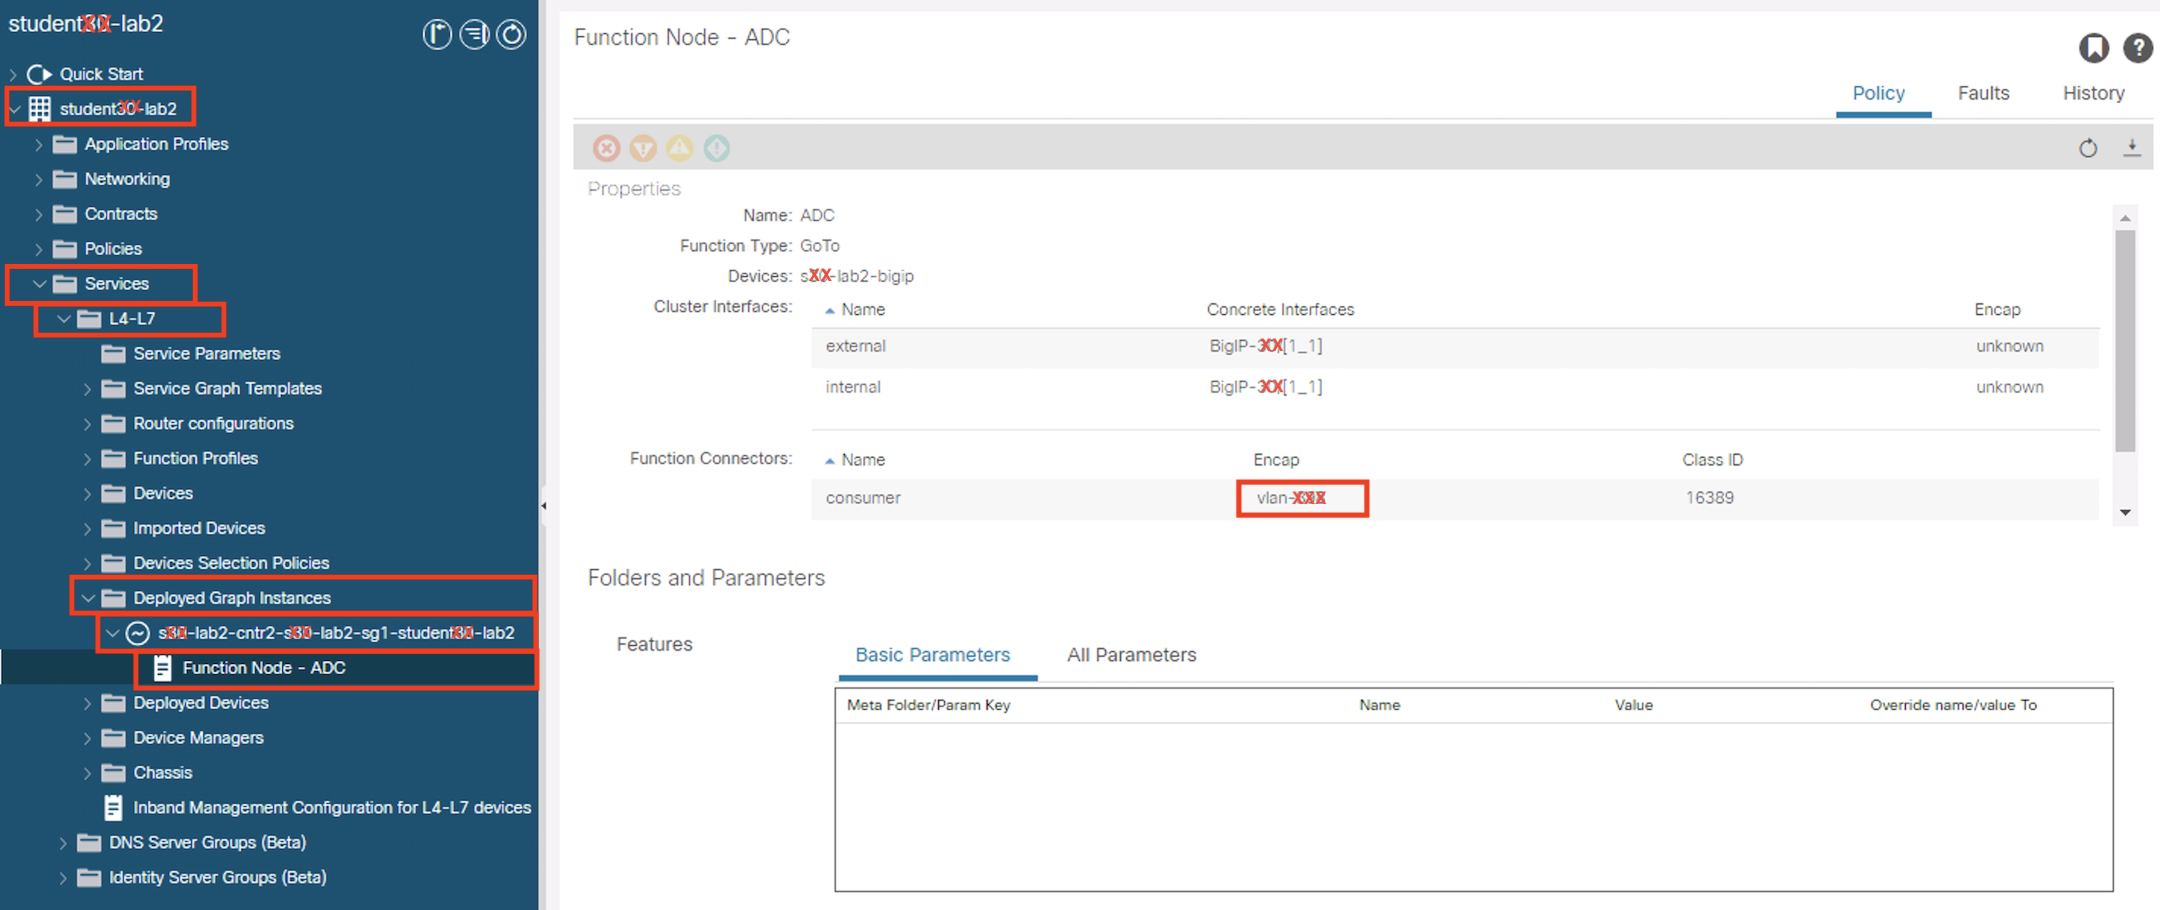 studentXX-lab2
Quick Start
studentXX-lab2
Application Profiles
Networking
Contracts
Policies
Services
L4-L7
Service Parameters
Service Graph Templates
Router configurations
Function Profiles
Devices
Imported Devices
Devices Selection Policies
Deployed Graph Instances
sXX-lab2-cntr2-sXX-lab2-sg1-studentXX-lab2
Function Node - ADC
Deployed Devices
Device Managers
Chassis
Inband Management Configuration for L4-L7 devices
DNS Server Groups (Beta)
Identity Server Groups (Beta)
Function Node - ADC
Policy Faults History
Properties
Name: ADC
Function Type: GoTo
Devices: sXX-lab2-bigip
Cluster Interfaces:
Name Concrete Interfaces Encap
external BigIP-XX[1_1] unknown
internal BigIP-XX[1_1] unknown
Function Connectors:
Name Encap Class ID
consumer vlan-XXX 16389
Folders and Parameters
Features
Basic Parameters All Parameters
Meta Folder/Param Key Name Value Override name/value To